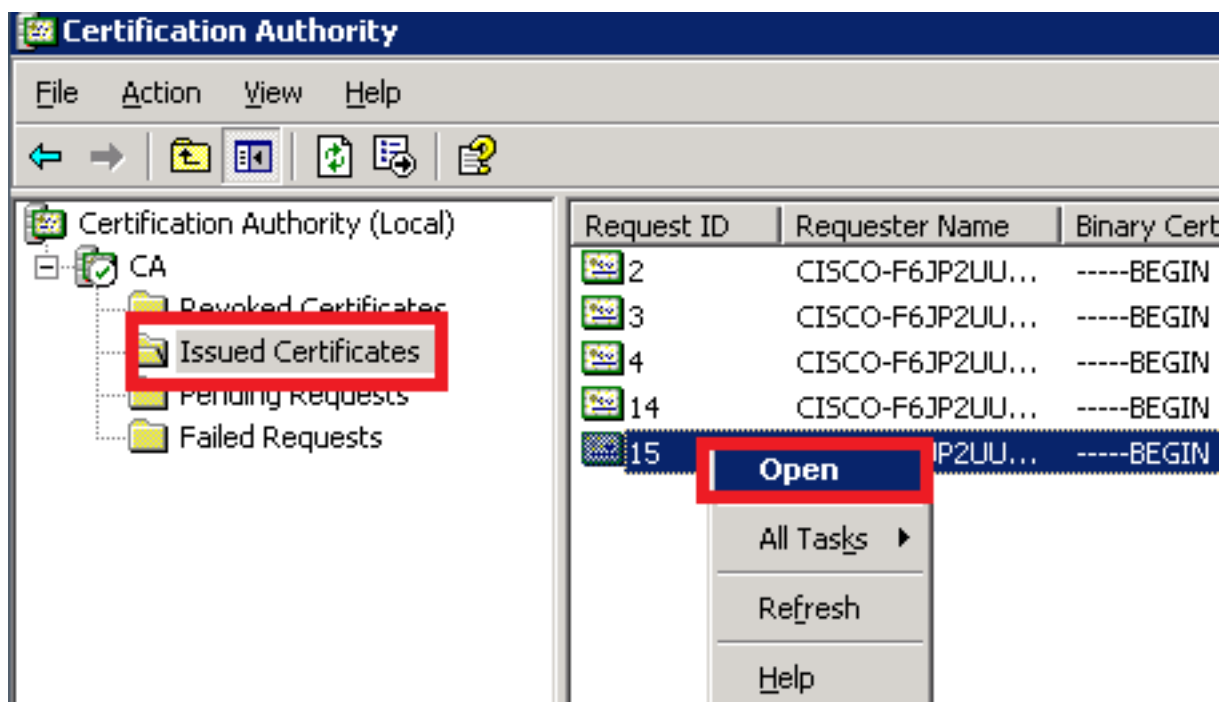 Certification Authority
File Action View Help
Certification Authority (Local)
CA
Revoked Certificates
Issued Certificates
Pending Requests
Failed Requests
Request ID Requester Name Binary Cert
2 CISCO-F6JP2UU... -----BEGIN
3 CISCO-F6JP2UU... -----BEGIN
4 CISCO-F6JP2UU... -----BEGIN
14 CISCO-F6JP2UU... -----BEGIN
15 JP2UU... -----BEGIN
Open
All Tasks
Refresh
Help